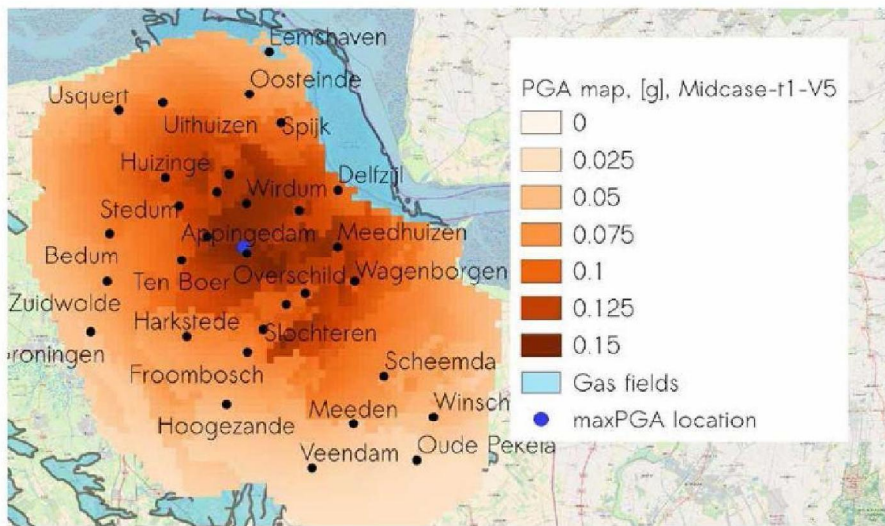 Eemshaven
Oosteinde
Usquert
Uithuizen
Spijk
Huizinge
Delfzijl
Wirdum
Stedum
Appingedam
Meedhuizen
Bedum
Ten Boer
Overschild
Wagenborgen
Zuidwolde
Harkstede
Slochteren
roningen
Froombosch
Scheemda
Hoogezande
Meeden
Winsch
Veendam
Oude Pekela
PGA map, [g], Midcase-t1-V5
0
0.025
0.05
0.075
0.1
0.125
0.15
Gas fields
maxPGA location